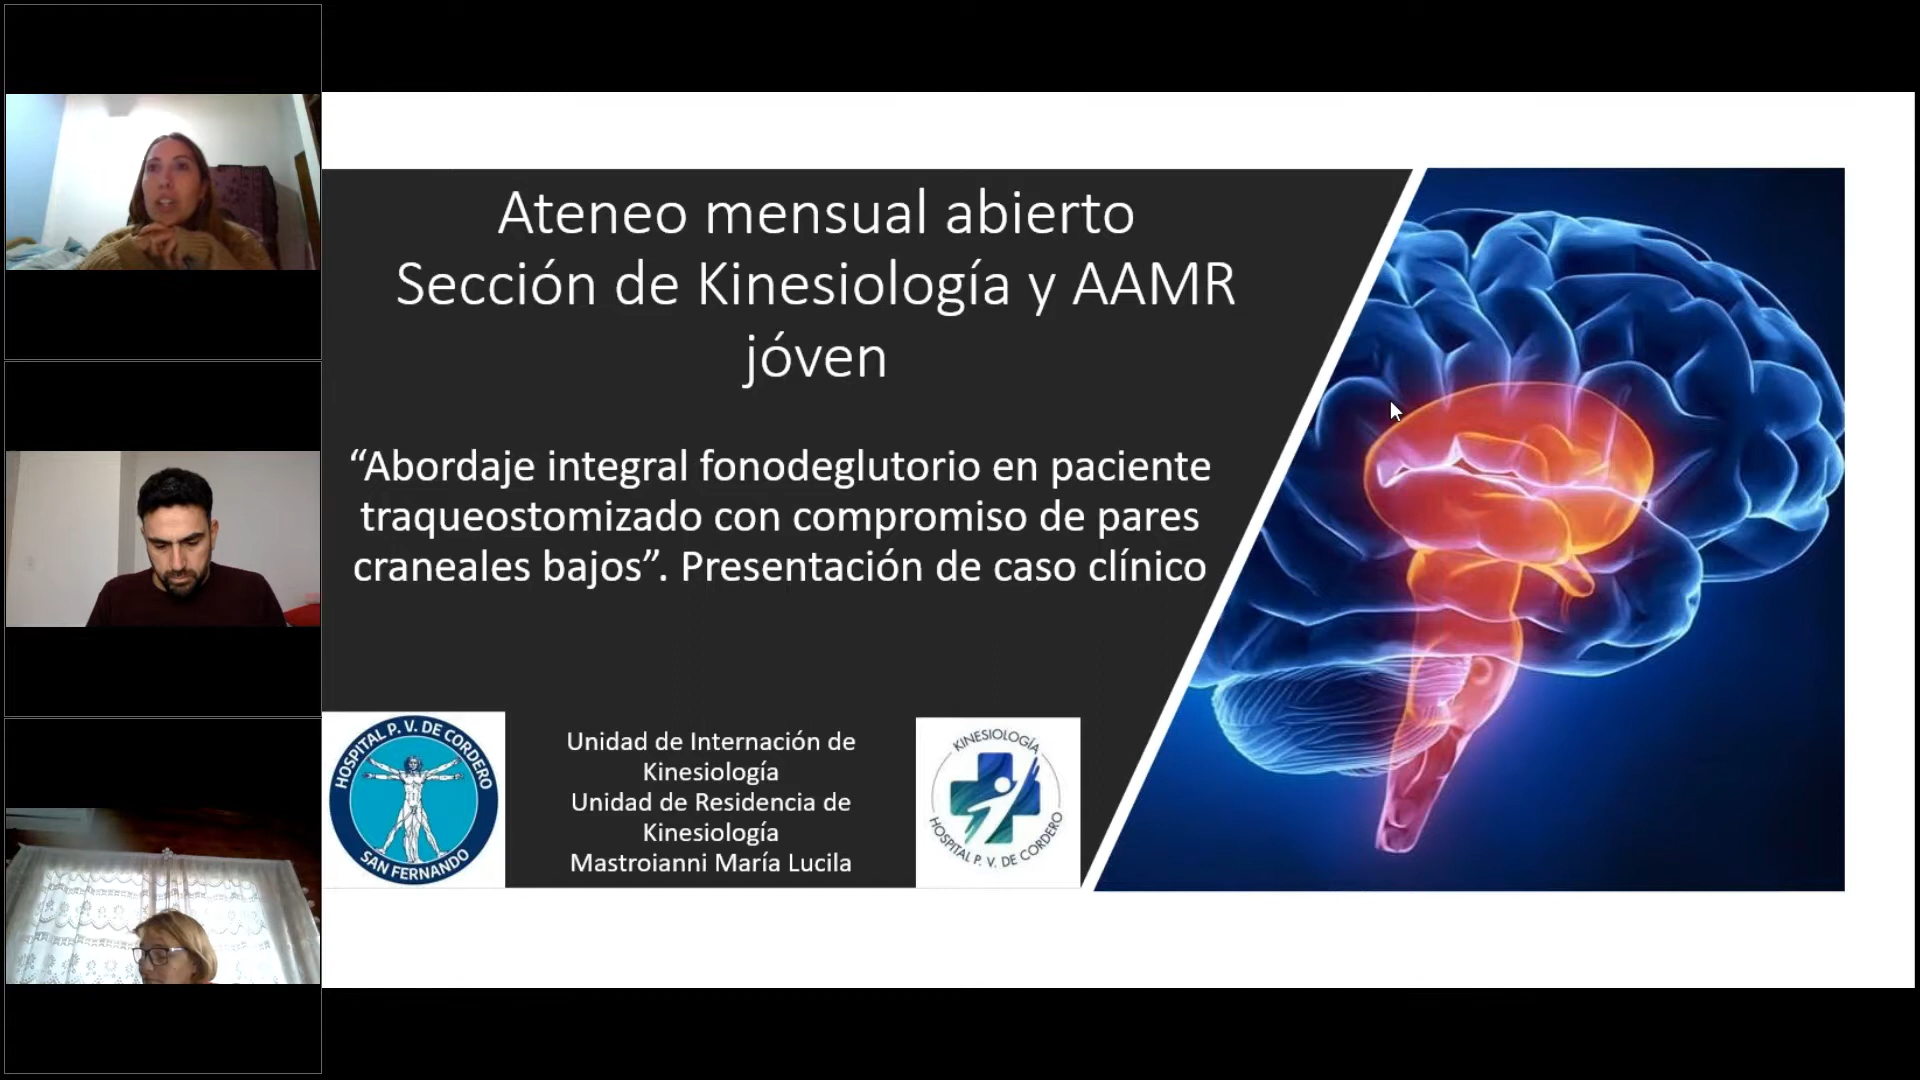 Ateneo mensual abierto
Sección de Kinesiología y AAMR
jóven
“Abordaje integral fonodeglutorio en paciente
traqueostomizado con compromiso de pares
craneales bajos”. Presentación de caso clínico
HOSPITAL P. V. DE CORDERO
SAN FERNANDO
Unidad de Internación de
Kinesiología
Unidad de Residencia de
Kinesiología
Mastroianni María Lucila
KINESIOLOGÍA
HOSPITAL P. V. DE CORDERO